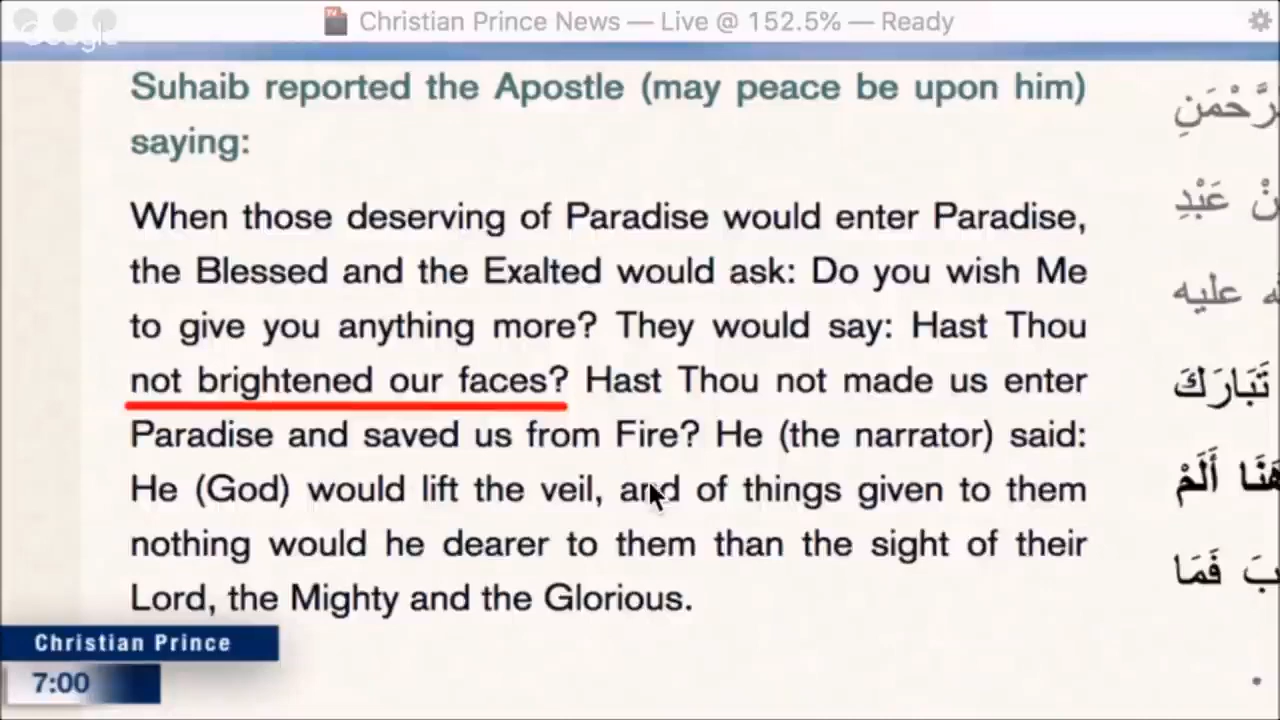 Christian Prince News — Live @ 152.5% — Ready
Google
Suhaib reported the Apostle (may peace be upon him)
saying:
When those deserving of Paradise would enter Paradise,
the Blessed and the Exalted would ask: Do you wish Me
to give you anything more? They would say: Hast Thou
not brightened our faces? Hast Thou not made us enter
Paradise and saved us from Fire? He (the narrator) said:
He (God) would lift the veil, and of things given to them
nothing would he dearer to them than the sight of their
Lord, the Mighty and the Glorious.
عَبْدِ
عليه
تَبَارَكَ
أَلَمْ
فَمَا
Christian Prince
7:00